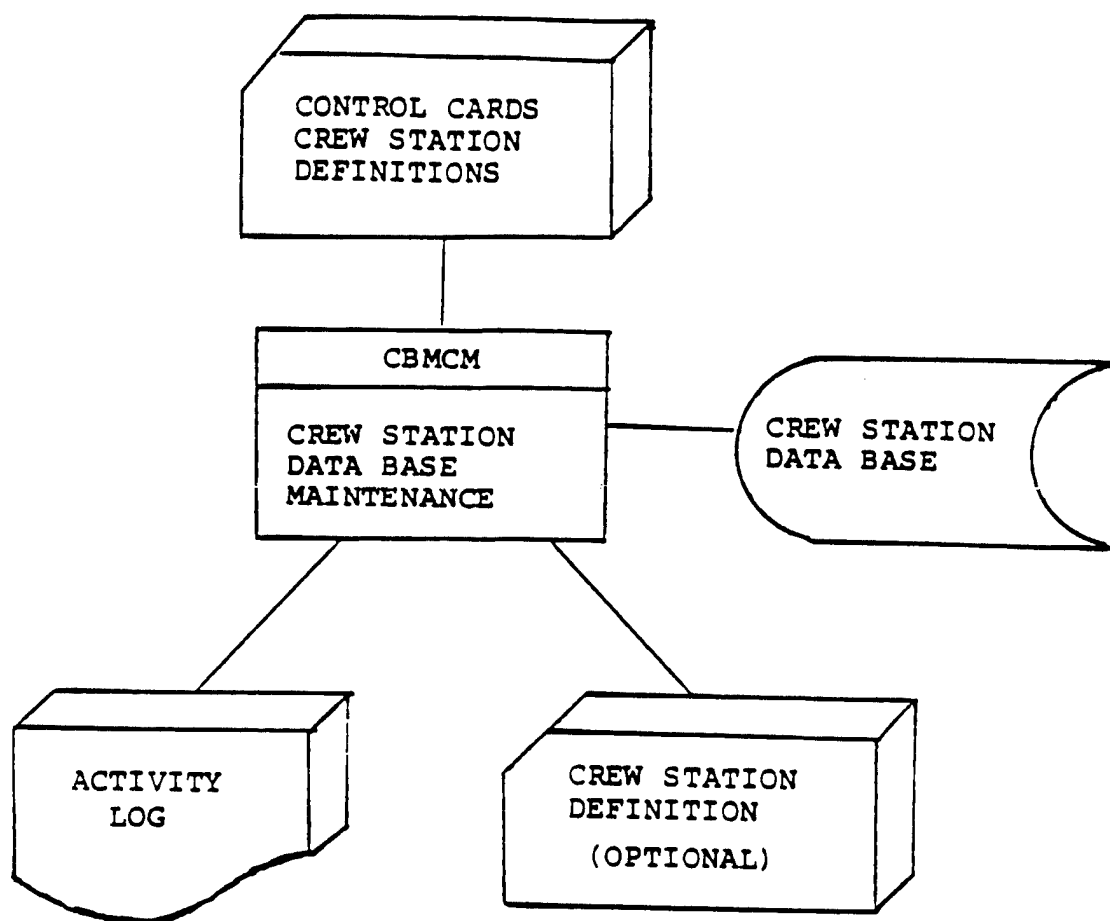 CONTROL CARDS
CREW STATION
DEFINITIONS
CBMCM
CREW STATION
DATA BASE
MAINTENANCE
CREW STATION
DATA BASE
ACTIVITY
LOG
CREW STATION
DEFINITION
(OPTIONAL)